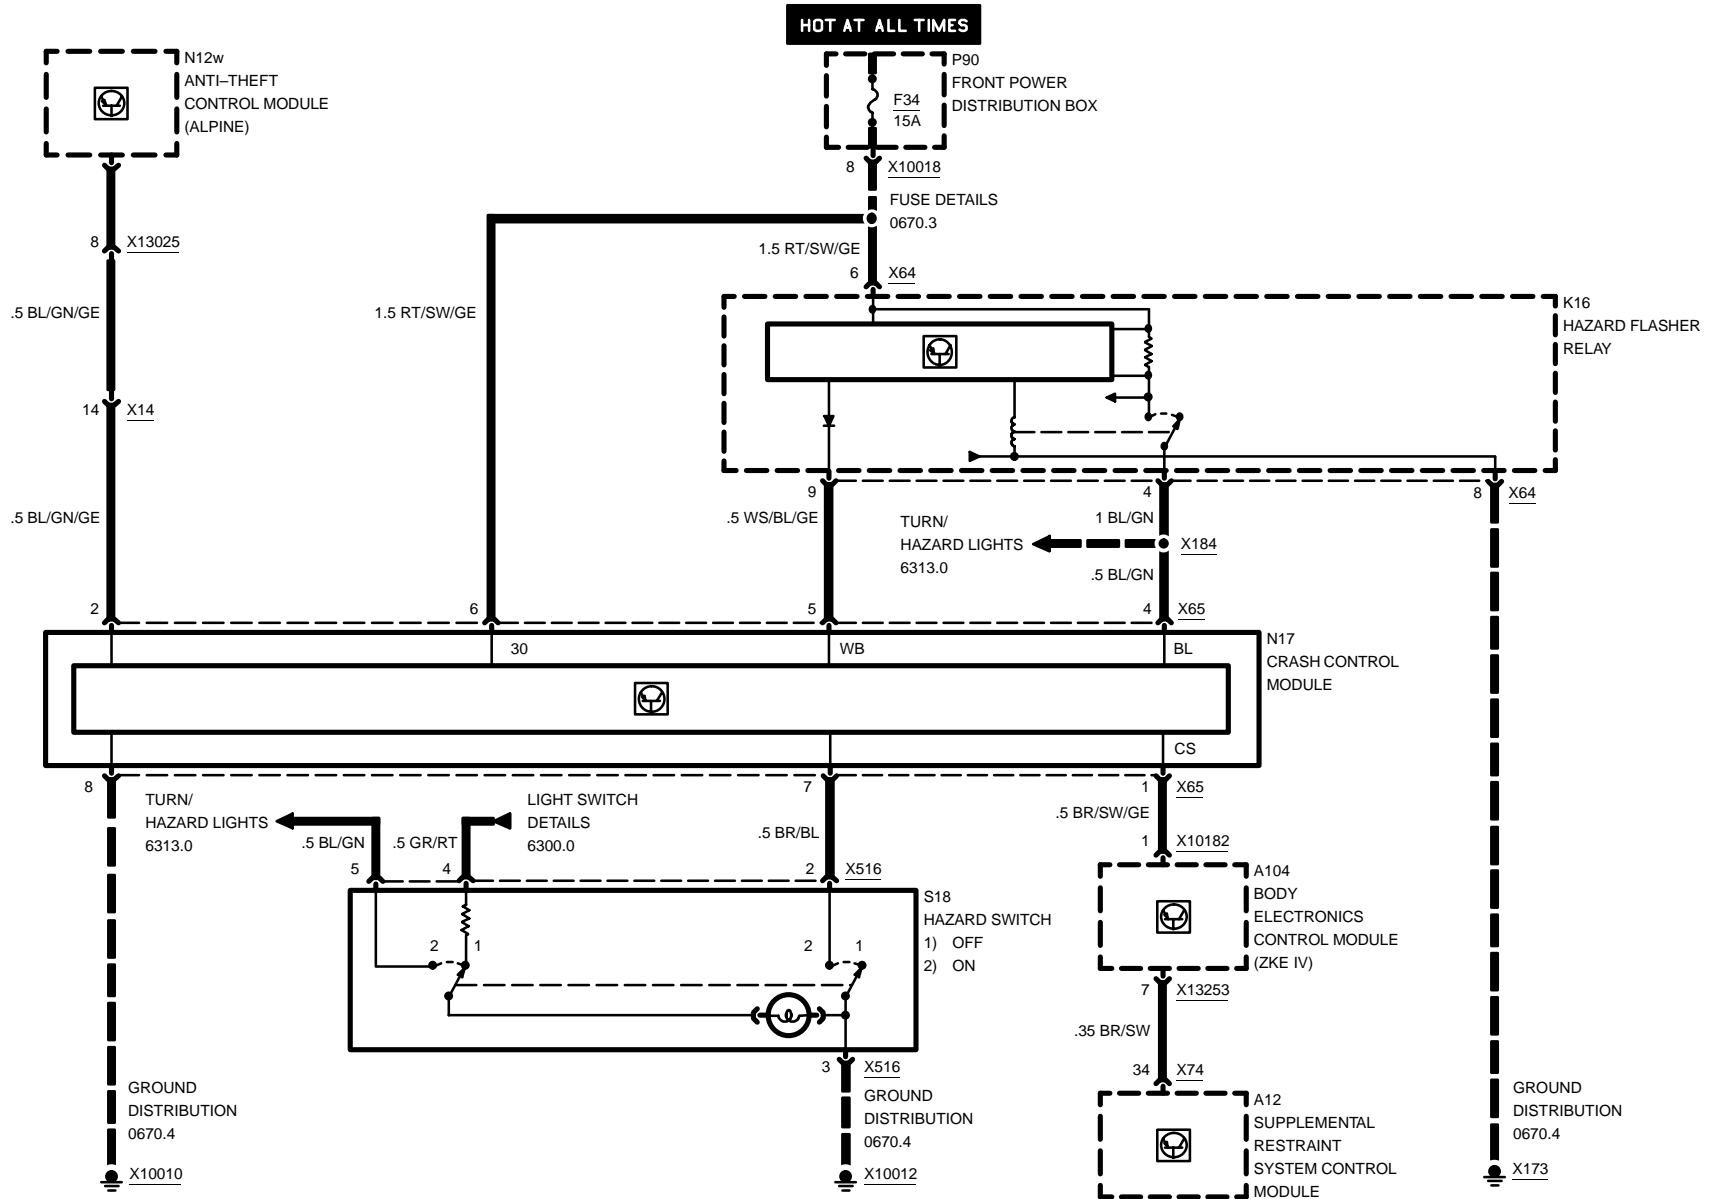 HOT AT ALL TIMES
N12w
ANTI–THEFT
CONTROL MODULE
(ALPINE)
P90
FRONT POWER
DISTRIBUTION BOX
F34
15A
8 X10018
FUSE DETAILS
0670.3
8 X13025
1.5 RT/SW/GE
6 X64
.5 BL/GN/GE
1.5 RT/SW/GE
K16
HAZARD FLASHER
RELAY
14 X14
9
4
8 X64
.5 BL/GN/GE
.5 WS/BL/GE
TURN/
HAZARD LIGHTS
6313.0
1 BL/GN
X184
.5 BL/GN
2
6
5
4 X65
30
WB
BL
N17
CRASH CONTROL
MODULE
CS
8
7
1 X65
TURN/
HAZARD LIGHTS
6313.0
.5 BL/GN
.5 GR/RT
LIGHT SWITCH
DETAILS
6300.0
.5 BR/BL
.5 BR/SW/GE
1 X10182
5
4
2 X516
S18
HAZARD SWITCH
1) OFF
2) ON
2 1
2 1
A104
BODY
ELECTRONICS
CONTROL MODULE
(ZKE IV)
7 X13253
.35 BR/SW
3 X516
34 X74
GROUND
DISTRIBUTION
0670.4
X10010
GROUND
DISTRIBUTION
0670.4
X10012
A12
SUPPLEMENTAL
RESTRAINT
SYSTEM CONTROL
MODULE
GROUND
DISTRIBUTION
0670.4
X173